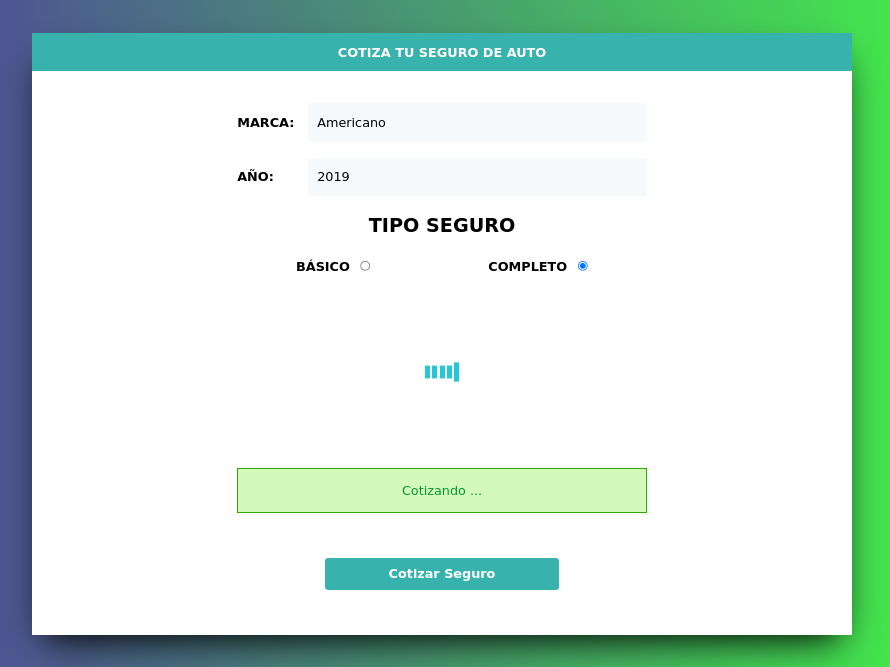 COTIZA TU SEGURO DE AUTO
MARCA: Americano
AÑO: 2019
TIPO SEGURO
BÁSICO COMPLETO
Cotizando ...
Cotizar Seguro